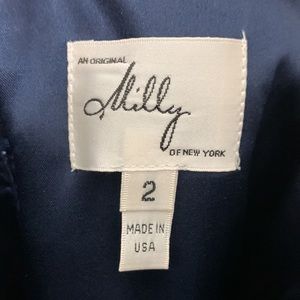 AN ORIGINAL
Milly
OF NEW YORK
2
MADE IN
USA